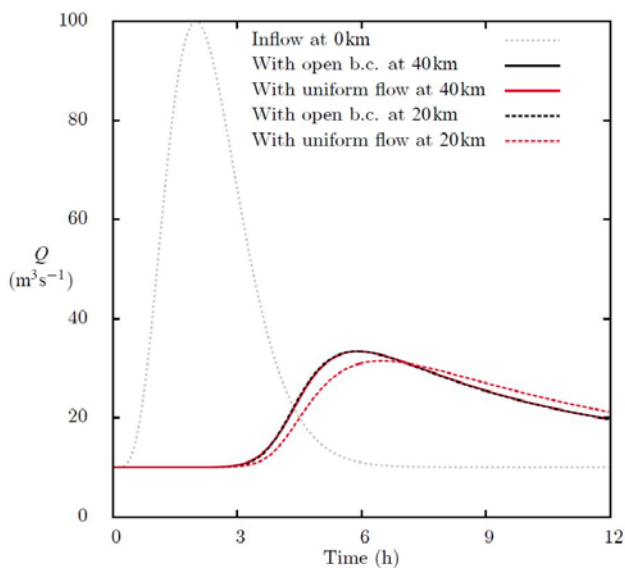 100
80
60
40
20
0
Q
(m³s⁻¹)
Inflow at 0km
With open b.c. at 40km
With uniform flow at 40km
With open b.c. at 20km
With uniform flow at 20km
0 3 6 9 12
Time (h)